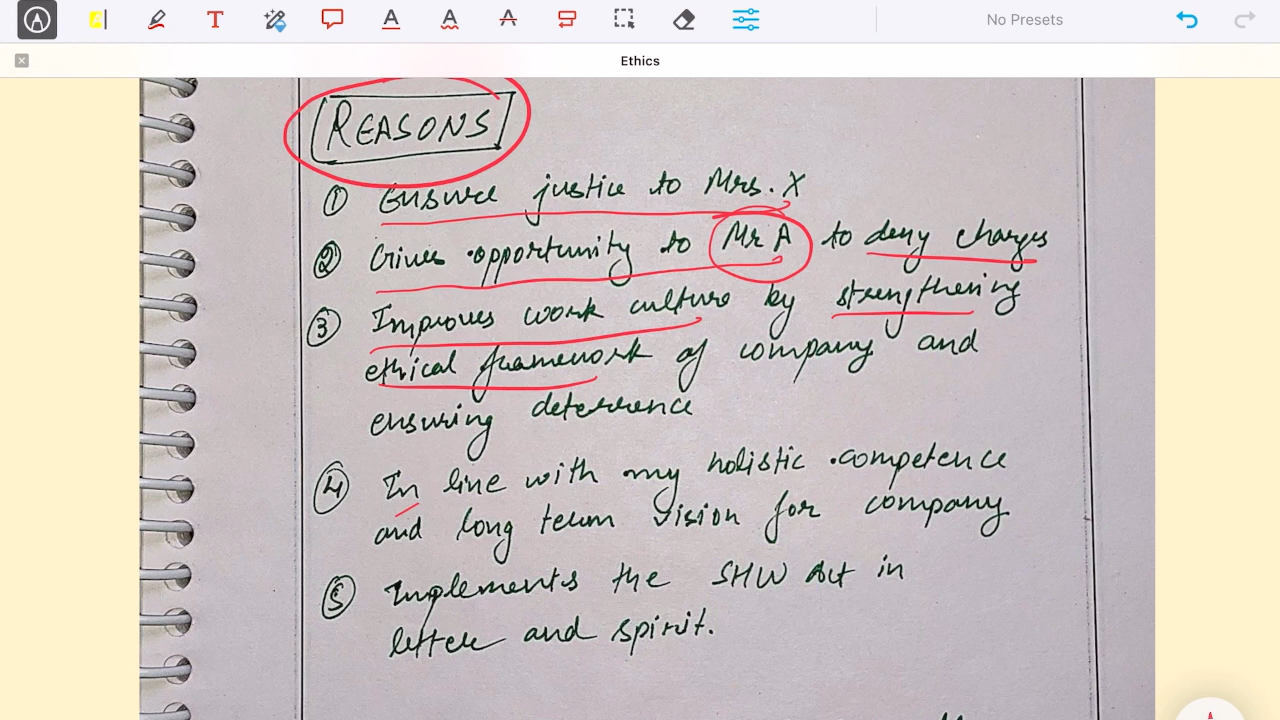 No Presets
Ethics
REASONS
① Ensure justice to Mrs. X
② Gives opportunity to Mr A to deny charges
③ Improves work culture by strengthening
ethical framework of company and
ensuring deterrence
④ In line with my holistic competence
and long term vision for company
⑤ Implements the SHW Act in
letter and spirit.